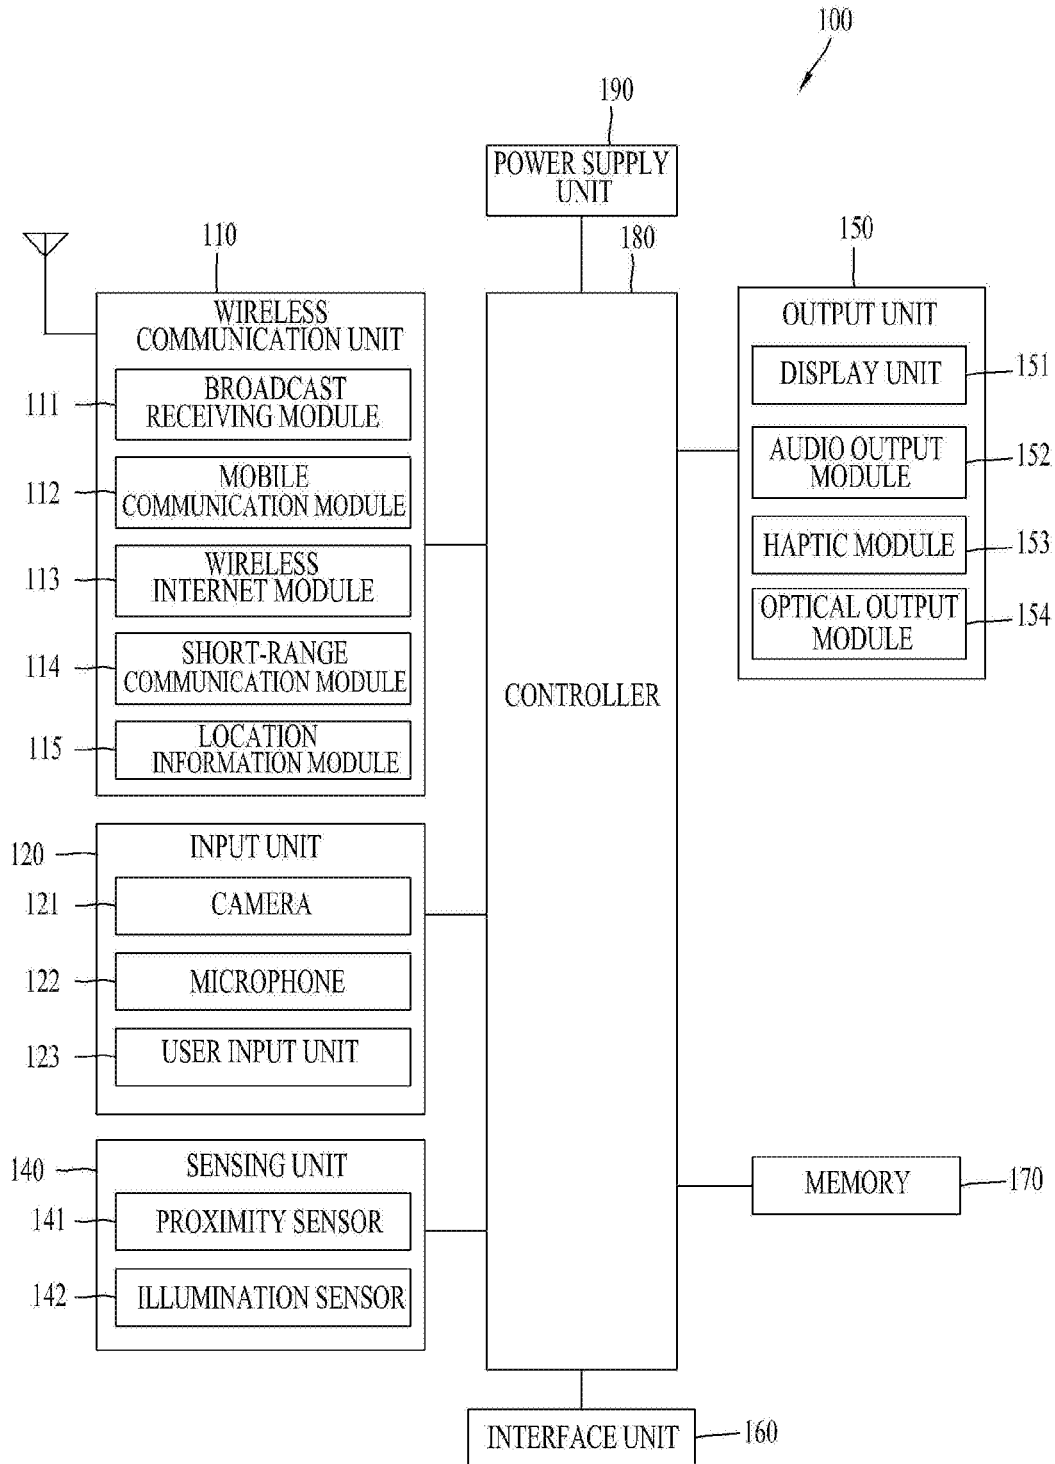 100
190
POWER SUPPLY
UNIT
110
180
150
WIRELESS
COMMUNICATION UNIT
111
BROADCAST
RECEIVING MODULE
112
MOBILE
COMMUNICATION MODULE
113
WIRELESS
INTERNET MODULE
114
SHORT-RANGE
COMMUNICATION MODULE
115
LOCATION
INFORMATION MODULE
120
INPUT UNIT
121
CAMERA
122
MICROPHONE
123
USER INPUT UNIT
140
SENSING UNIT
141
PROXIMITY SENSOR
142
ILLUMINATION SENSOR
CONTROLLER
OUTPUT UNIT
DISPLAY UNIT
151
AUDIO OUTPUT
MODULE
152
HAPTIC MODULE
153
OPTICAL OUTPUT
MODULE
154
MEMORY
170
INTERFACE UNIT
160